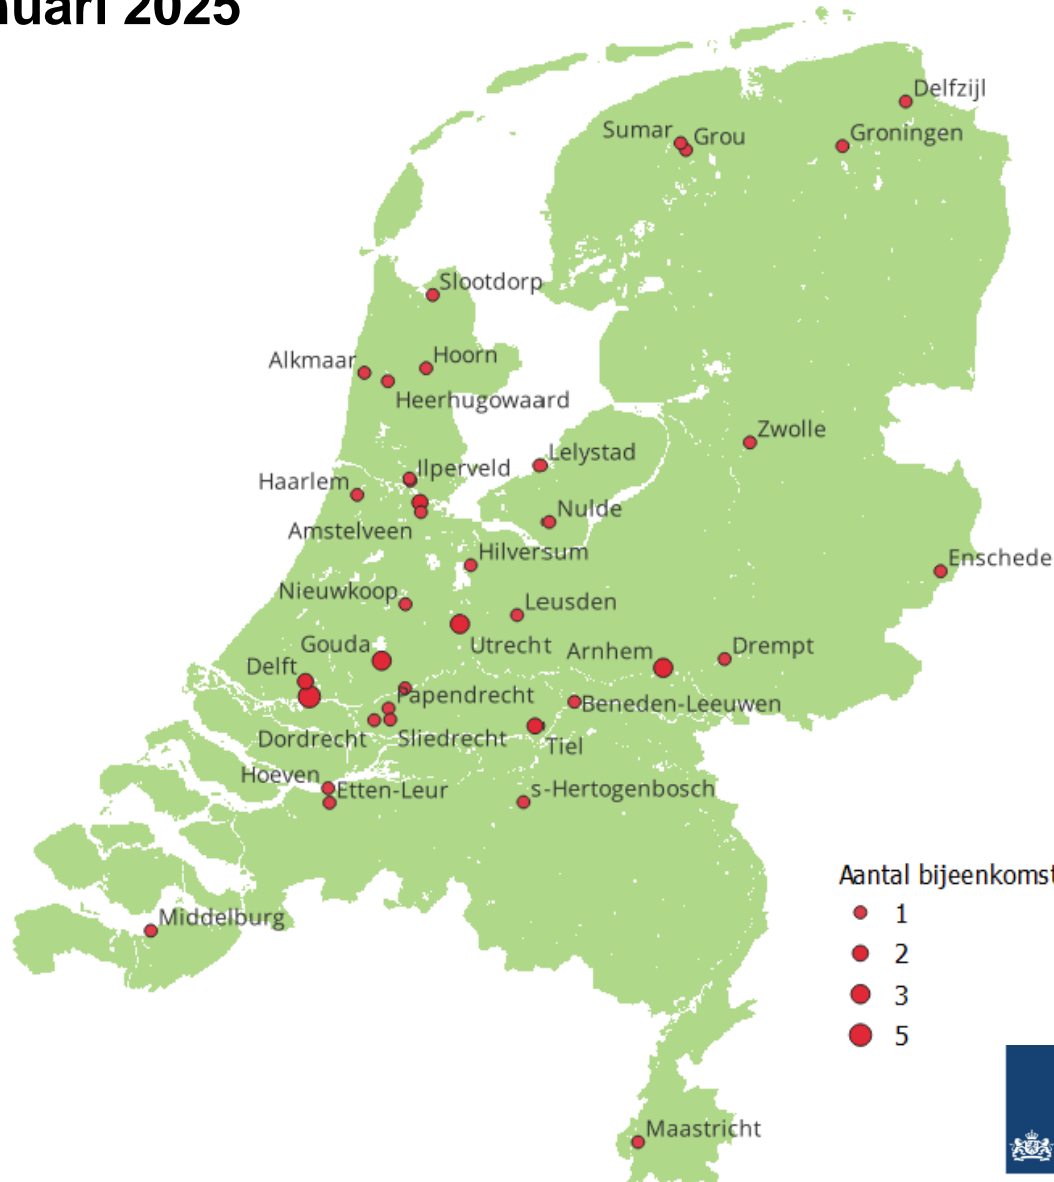 nuari 2025
Delfzijl
Sumar
Grou
Groningen
Slootdorp
Alkmaar
Hoorn
Heerhugowaard
Zwolle
Ilperveld
Lelystad
Haarlem
Nulde
Amstelveen
Hilversum
Enschede
Nieuwkoop
Leusden
Gouda
Utrecht
Arnhem
Drempt
Delft
Papendrecht
Beneden-Leeuwen
Dordrecht
Sliedrecht
Tiel
Hoeven
Etten-Leur
s-Hertogenbosch
Aantal bijeenkomst
1
2
3
5
Middelburg
Maastricht